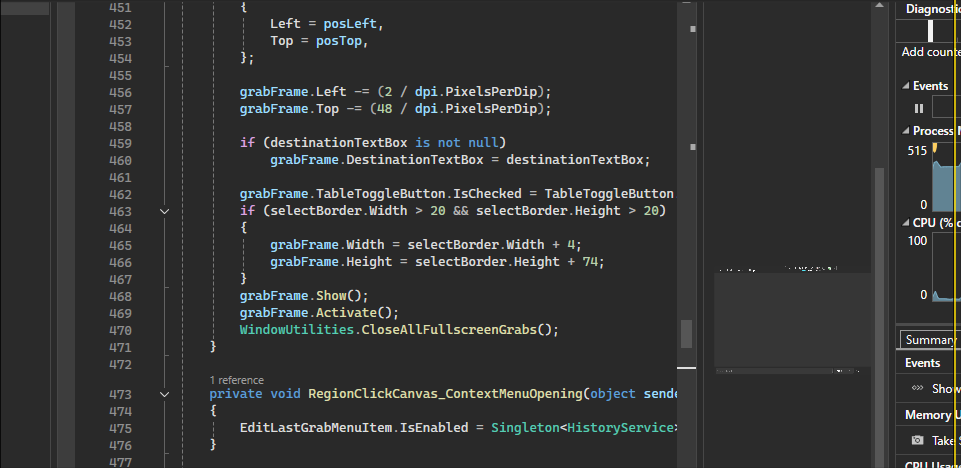 451 {
452 Left = posLeft,
453 Top = posTop,
454 };
455
456 grabFrame.Left -= (2 / dpi.PixelsPerDip);
457 grabFrame.Top -= (48 / dpi.PixelsPerDip);
458
459 if (destinationTextBox is not null)
460 grabFrame.DestinationTextBox = destinationTextBox;
461
462 grabFrame.TableToggleButton.IsChecked = TableToggleButton
463 if (selectBorder.Width > 20 && selectBorder.Height > 20)
464 {
465 grabFrame.Width = selectBorder.Width + 4;
466 grabFrame.Height = selectBorder.Height + 74;
467 }
468 grabFrame.Show();
469 grabFrame.Activate();
470 WindowUtilities.CloseAllFullscreenGrabs();
471 }
472
1 reference
473 private void RegionClickCanvas_ContextMenuOpening(object sende
474 {
475 EditLastGrabMenuItem.IsEnabled = Singleton<HistoryService>
476 }
477
Diagnostic
Add counte
Events
Process M
515
0
CPU (% o
100
0
Summary
Events
Show
Memory U
Take S
CPU Usag